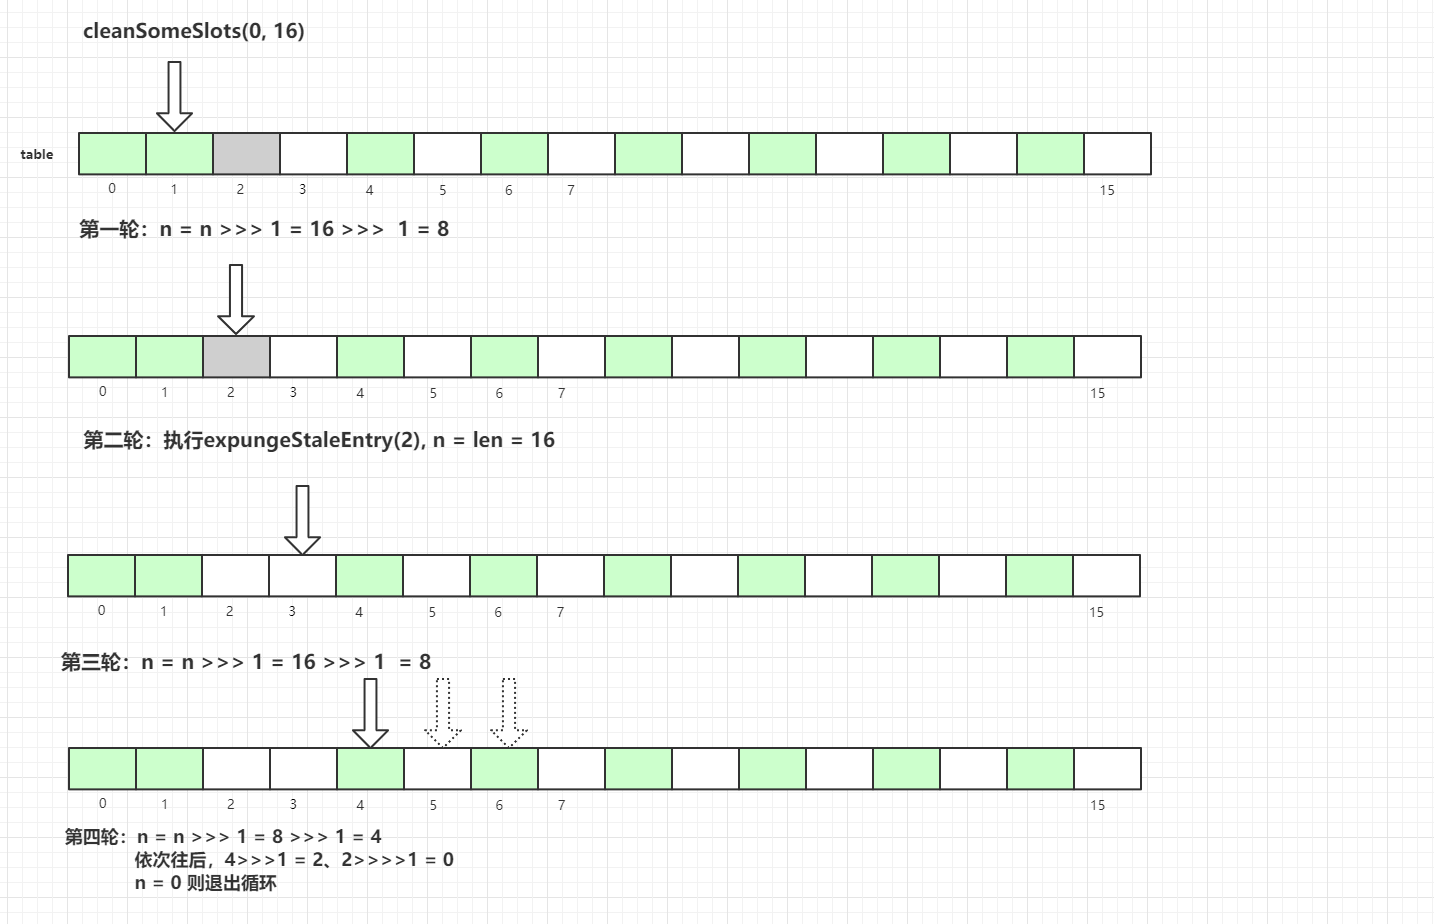 cleanSomeSlots(0, 16)
table
0 1 2 3 4 5 6 7 15
第一轮：n = n >>> 1 = 16 >>> 1 = 8
0 1 2 3 4 5 6 7 15
第二轮：执行expungeStaleEntry(2), n = len = 16
0 1 2 3 4 5 6 7 15
第三轮：n = n >>> 1 = 16 >>> 1 = 8
0 1 2 3 4 5 6 7 15
第四轮：n = n >>> 1 = 8 >>> 1 = 4
依次往后，4>>>1 = 2、2>>>>1 = 0
n = 0 则退出循环